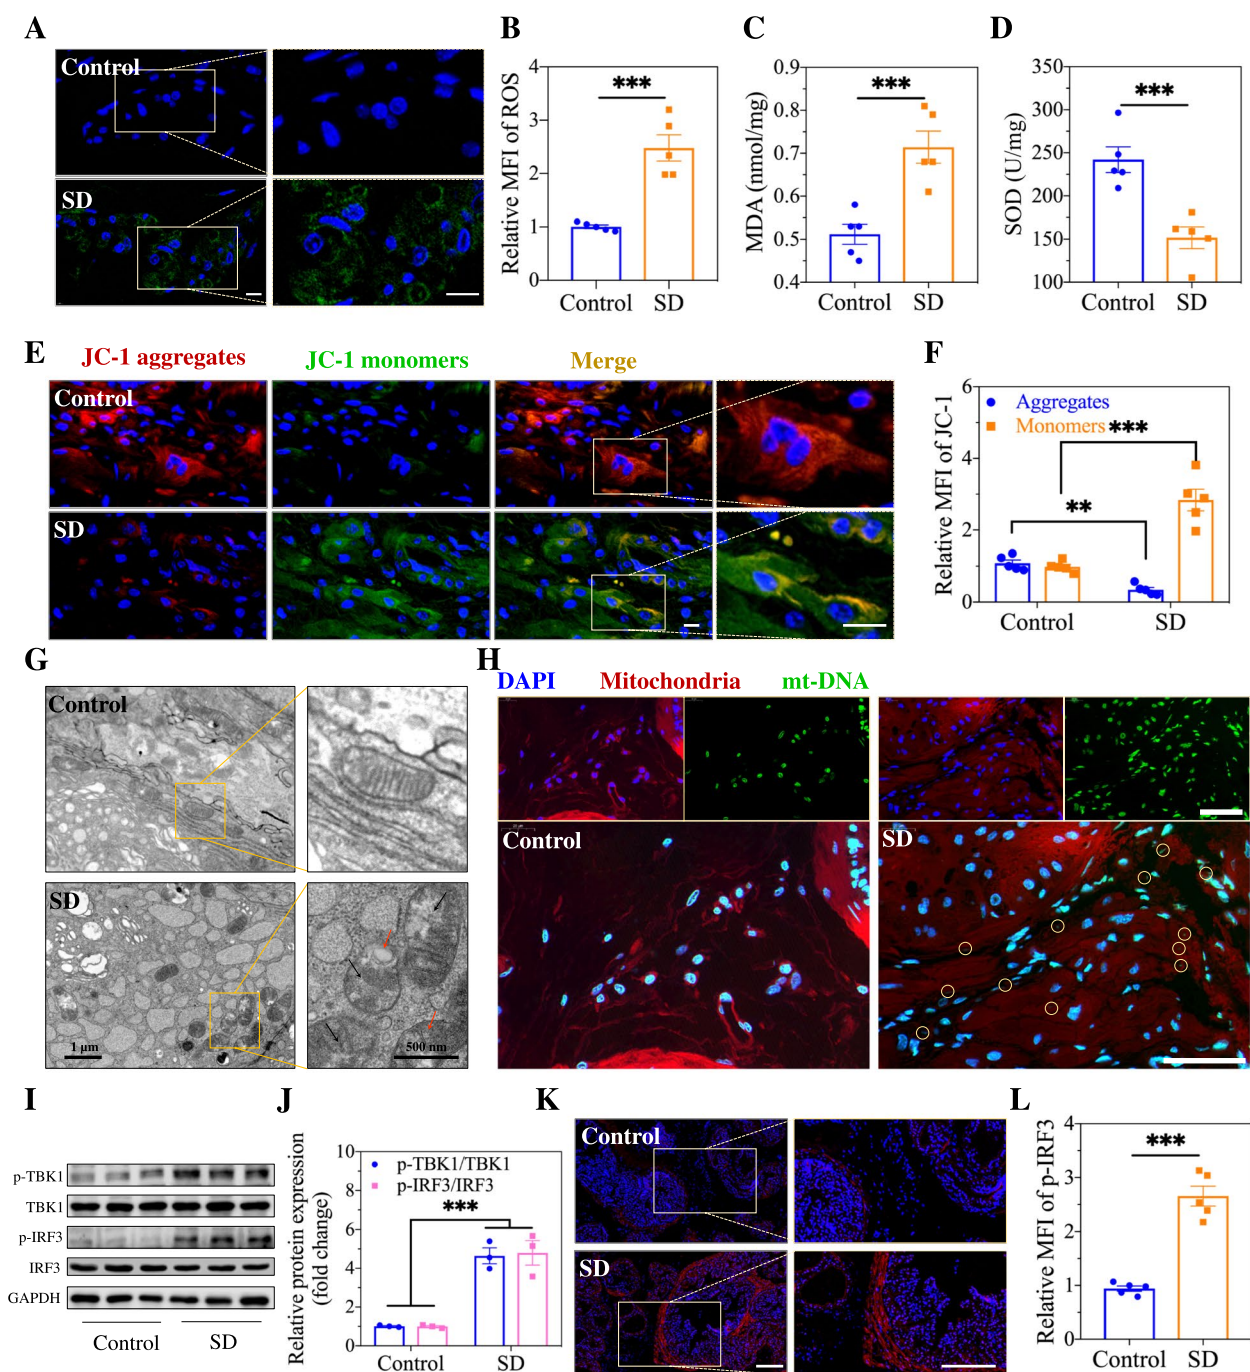 A
Control
SD
B
***
Relative MFI of ROS
4
3
2
1
0
Control SD
C
***
MDA (nmol/mg)
0.9
0.8
0.7
0.6
0.5
0.4
Control SD
D
***
SOD (U/mg)
350
300
250
200
150
100
Control SD
E
JC-1 aggregates JC-1 monomers Merge
Control
SD
F
Relative MFI of JC-1
6
4
2
0
Aggregates
Monomers
***
**
Control SD
G
Control
SD
1 μm
500 nm
H
DAPI Mitochondria mt-DNA
Control
SD
I
p-TBK1
TBK1
p-IRF3
IRF3
GAPDH
Control SD
J
Relative protein expression
(fold change)
10
8
6
4
2
0
p-TBK1/TBK1
p-IRF3/IRF3
***
Control SD
K
Control
SD
L
***
Relative MFI of p-IRF3
4
3
2
1
0
Control SD